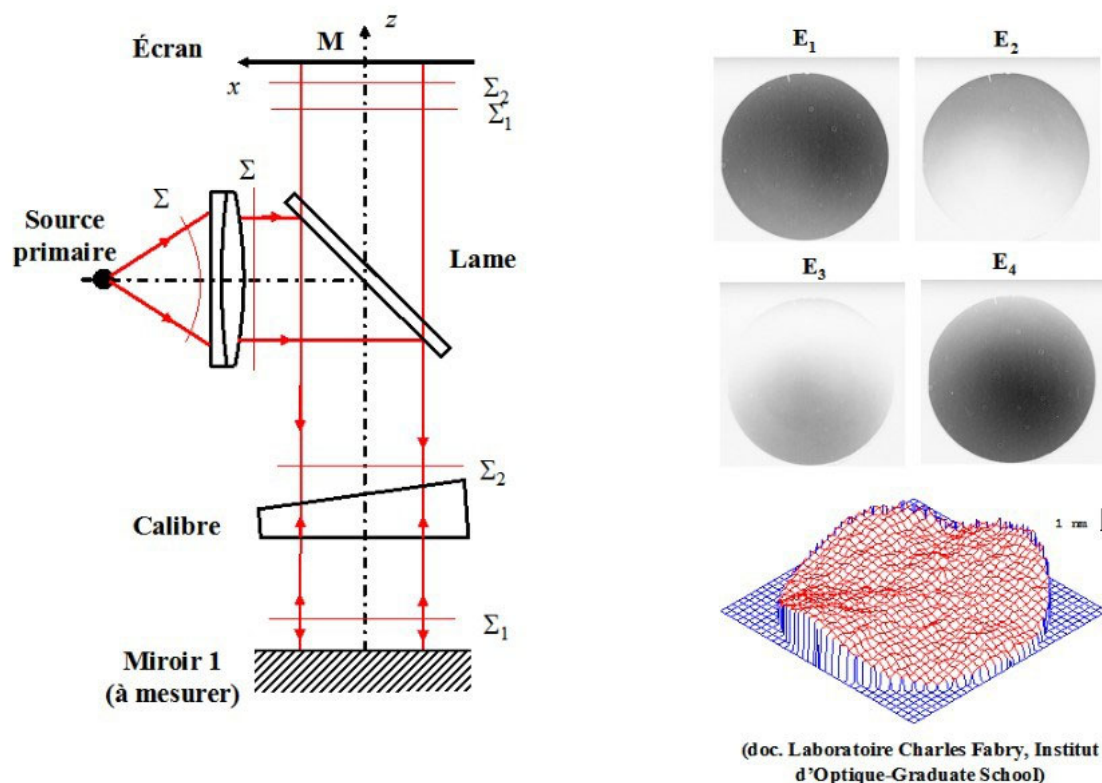 Écran
M
z
x
Σ₂
Σ₁
Σ
Σ
Source
primaire
Lame
Σ₂
Calibre
Σ₁
Miroir 1
(à mesurer)
E₁
E₂
E₃
E₄
1 nm
(doc. Laboratoire Charles Fabry, Institut
d'Optique-Graduate School)